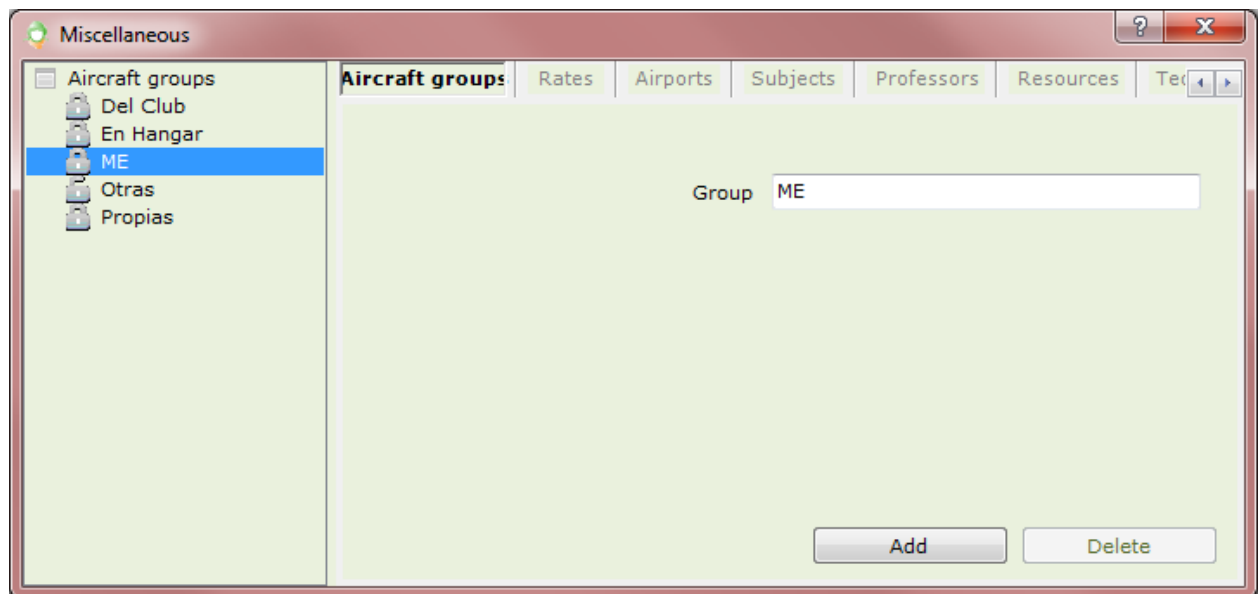 Miscellaneous
?
Aircraft groups
Del Club
En Hangar
ME
Otras
Propias
Aircraft groups Rates Airports Subjects Professors Resources
Group ME
Add Delete